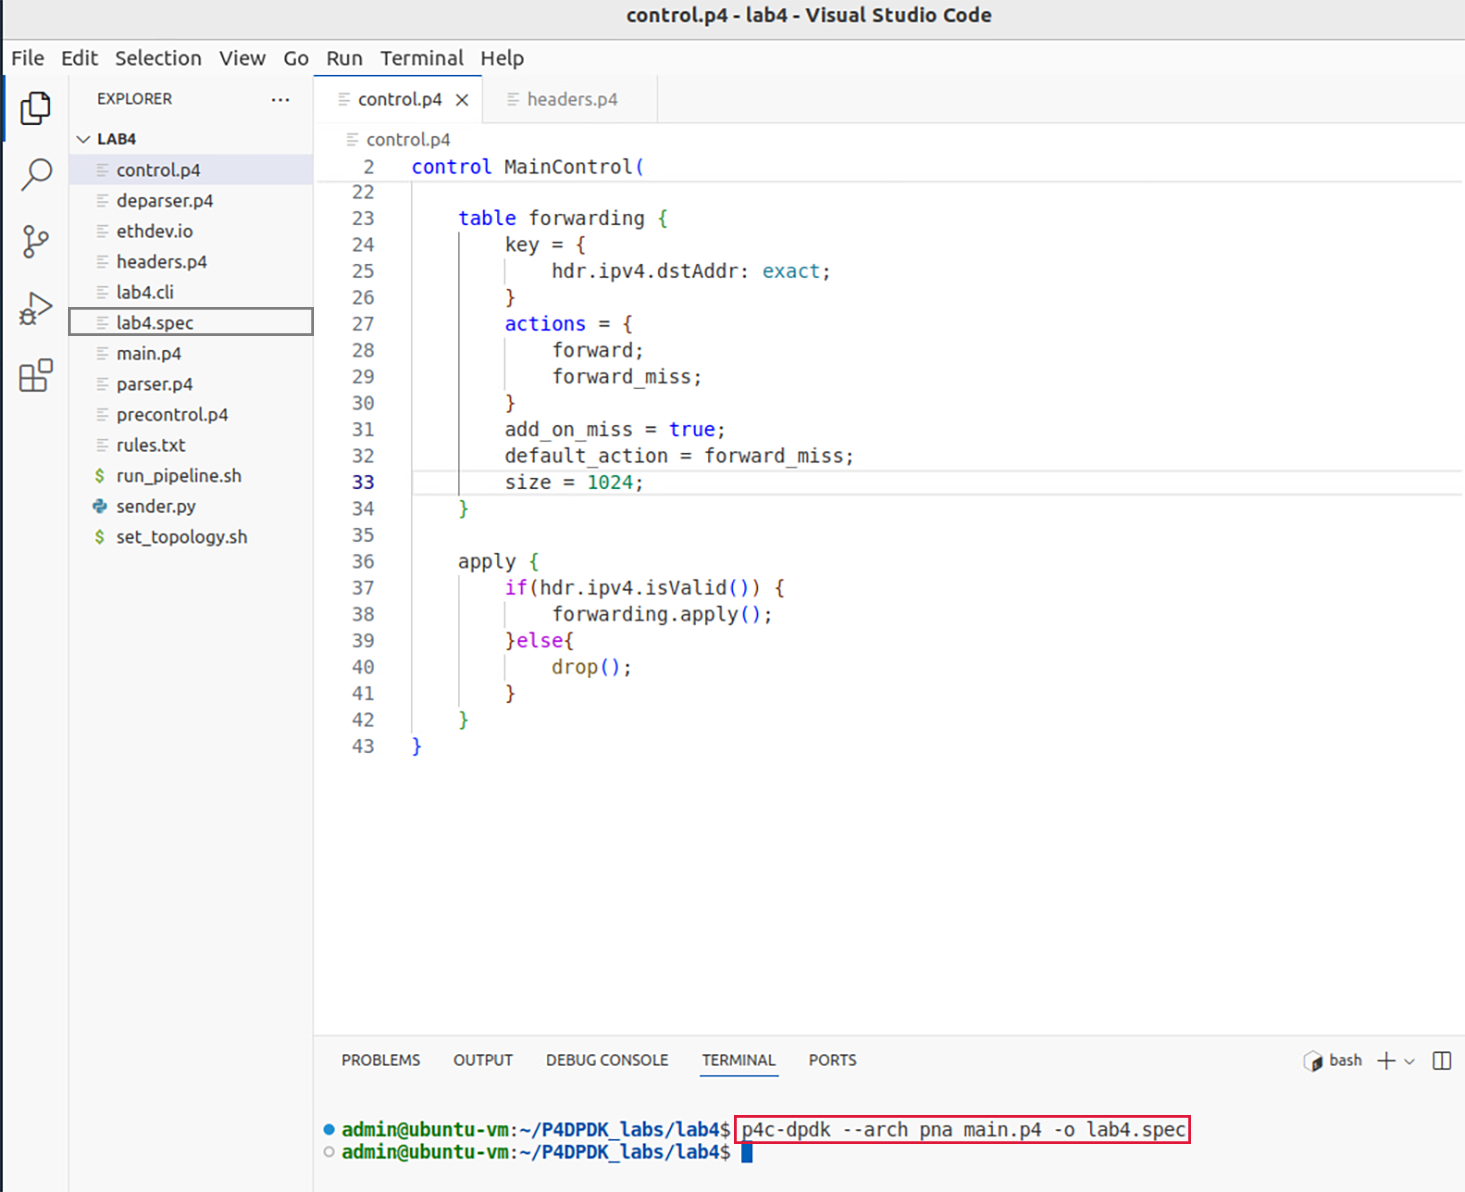 control.p4 - lab4 - Visual Studio Code
File Edit Selection View Go Run Terminal Help
EXPLORER ...
LAB4
control.p4
deparser.p4
ethdev.io
headers.p4
lab4.cli
lab4.spec
main.p4
parser.p4
precontrol.p4
rules.txt
$ run_pipeline.sh
sender.py
$ set_topology.sh
control.p4 headers.p4
control.p4
2 control MainControl(
22
23 table forwarding {
24 key = {
25 hdr.ipv4.dstAddr: exact;
26 }
27 actions = {
28 forward;
29 forward_miss;
30 }
31 add_on_miss = true;
32 default_action = forward_miss;
33 size = 1024;
34 }
35
36 apply {
37 if(hdr.ipv4.isValid()) {
38 forwarding.apply();
39 }else{
40 drop();
41 }
42 }
43 }
PROBLEMS OUTPUT DEBUG CONSOLE TERMINAL PORTS bash
admin@ubuntu-vm:~/P4DPDK_labs/lab4$ p4c-dpdk --arch pna main.p4 -o lab4.spec
admin@ubuntu-vm:~/P4DPDK_labs/lab4$